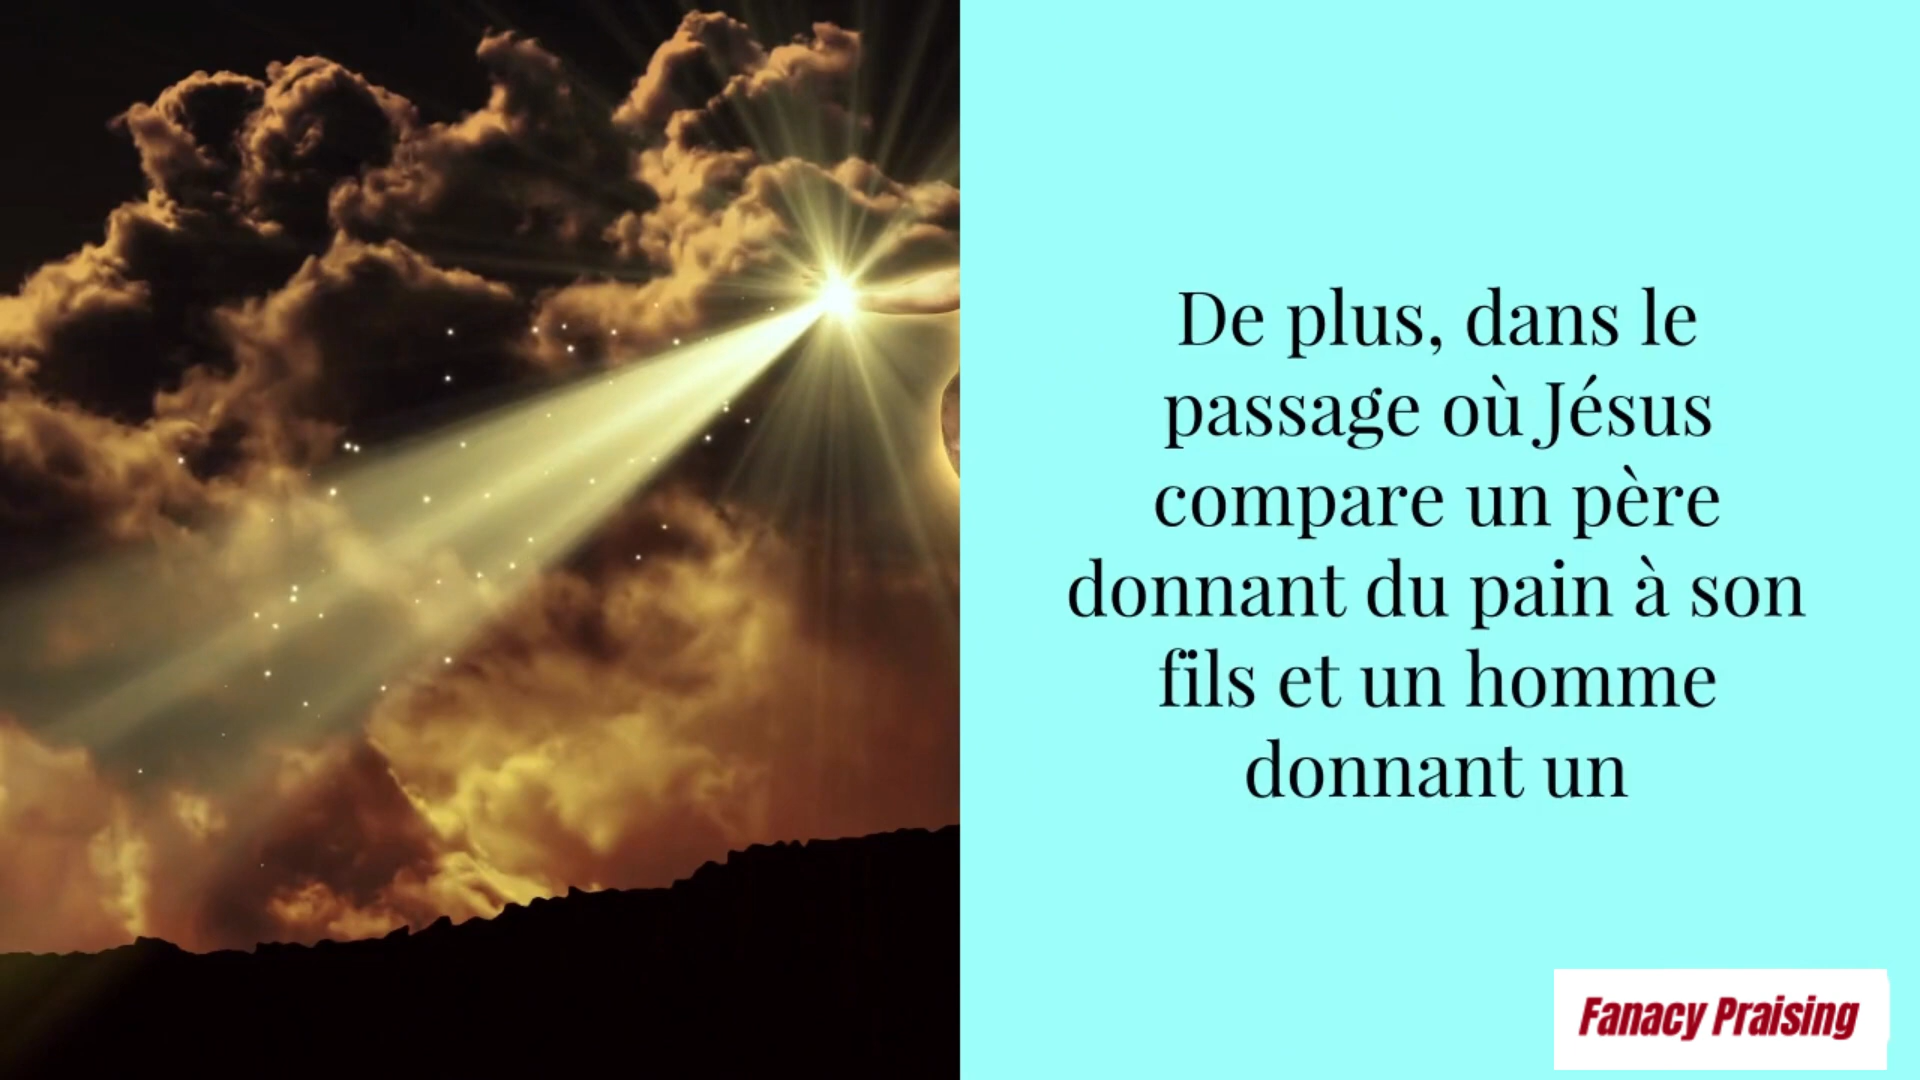 De plus, dans le
passage où Jésus
compare un père
donnant du pain à son
fils et un homme
donnant un
Fanacy Praising